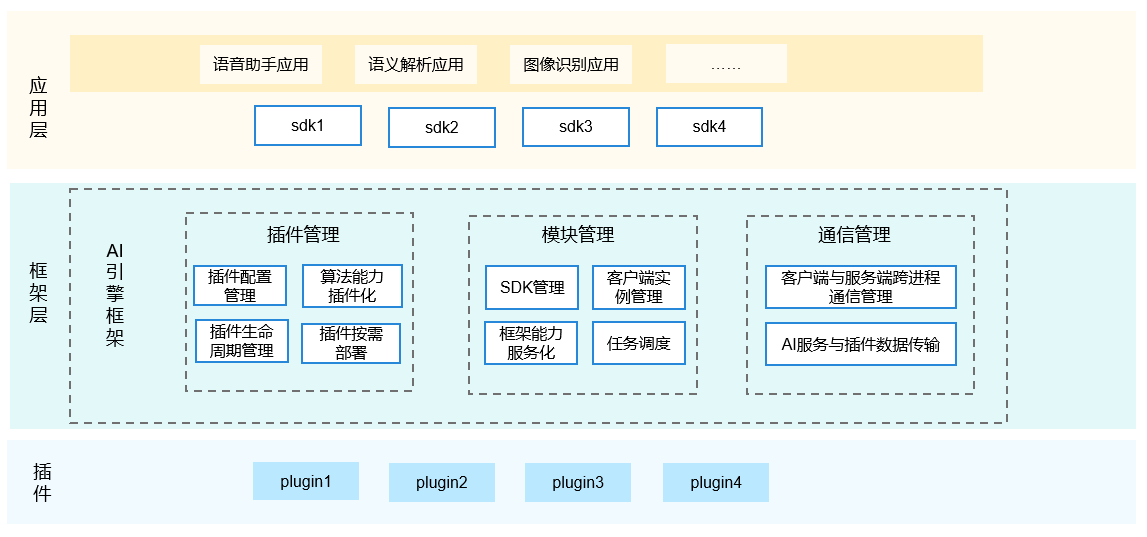 应用层
语音助手应用
语义解析应用
图像识别应用
……
sdk1
sdk2
sdk3
sdk4
框架层
AI
引擎框架
插件管理
插件配置
管理
算法能力
插件化
插件生命
周期管理
插件按需
部署
模块管理
SDK管理
客户端实
例管理
框架能力
服务化
任务调度
通信管理
客户端与服务端跨进程
通信管理
AI服务与插件数据传输
插件
plugin1
plugin2
plugin3
plugin4